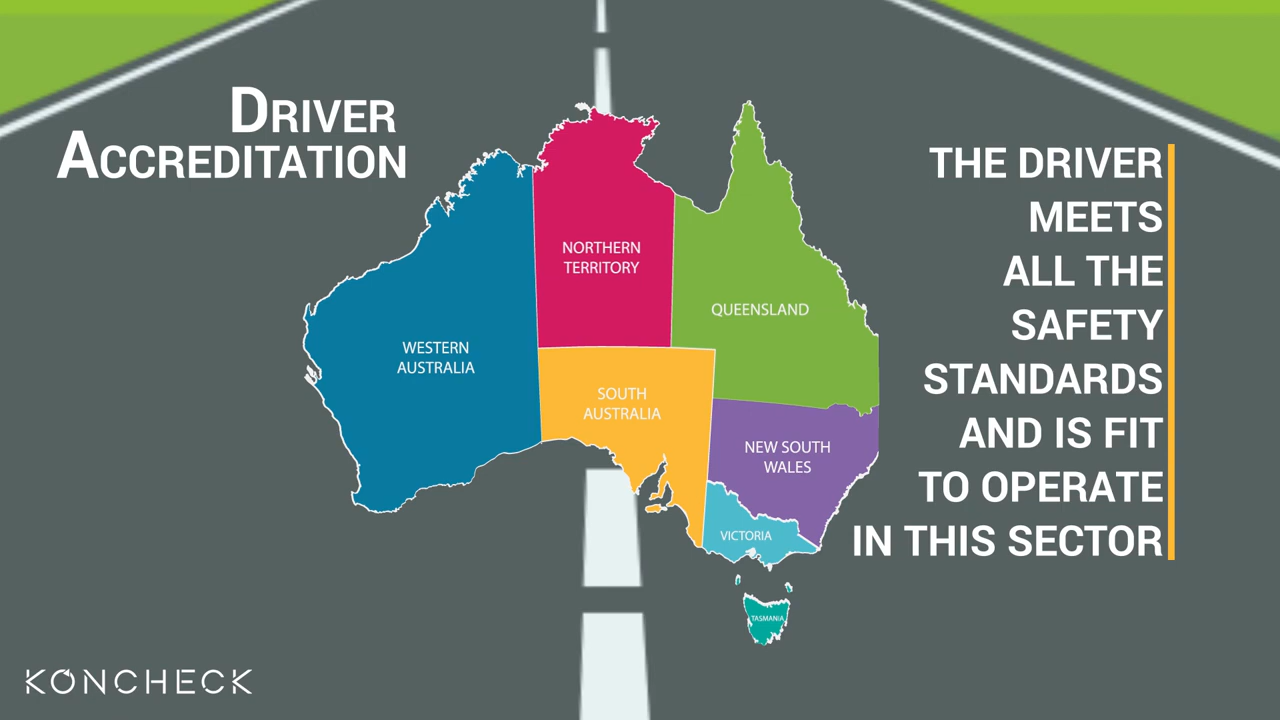 DRIVER
ACCREDITATION
THE DRIVER
MEETS
ALL THE
SAFETY
STANDARDS
AND IS FIT
TO OPERATE
IN THIS SECTOR
NORTHERN
TERRITORY
QUEENSLAND
WESTERN
AUSTRALIA
SOUTH
AUSTRALIA
NEW SOUTH
WALES
VICTORIA
TASMANIA
KONCHECK